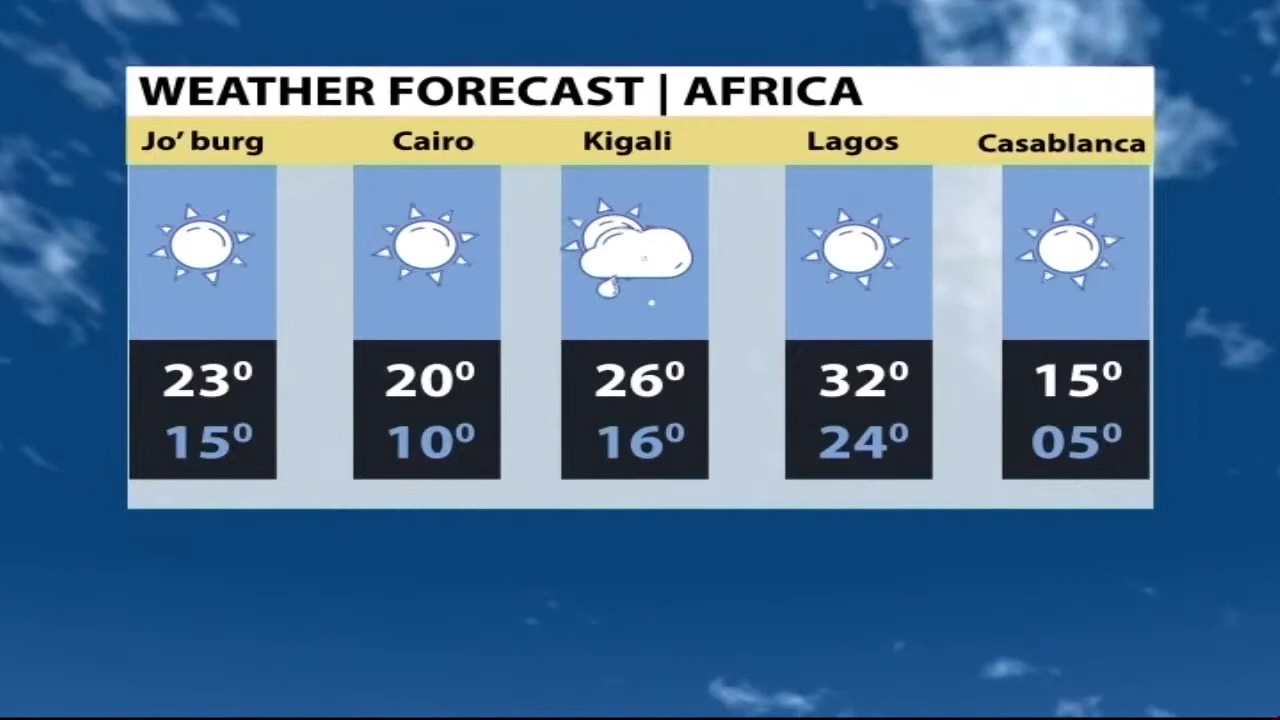 WEATHER FORECAST | AFRICA
Jo’ burg Cairo Kigali Lagos Casablanca
23⁰ 20⁰ 26⁰ 32⁰ 15⁰
15⁰ 10⁰ 16⁰ 24⁰ 05⁰